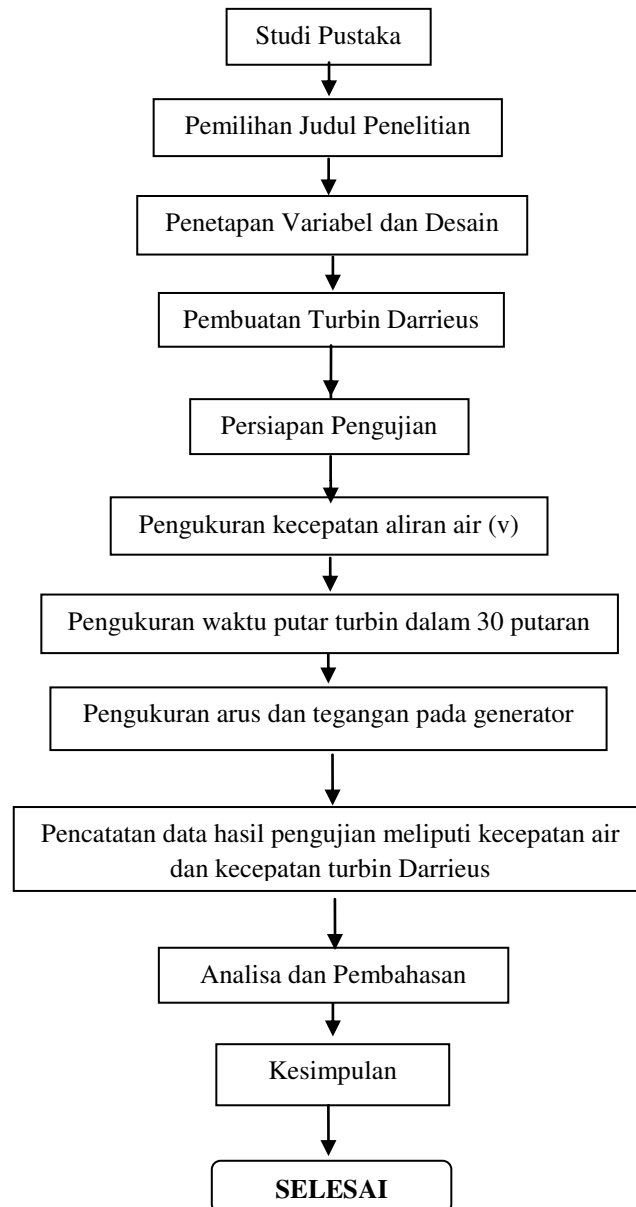 Studi Pustaka
Pemilihan Judul Penelitian
Penetapan Variabel dan Desain
Pembuatan Turbin Darrieus
Persiapan Pengujian
Pengukuran kecepatan aliran air (v)
Pengukuran waktu putar turbin dalam 30 putaran
Pengukuran arus dan tegangan pada generator
Pencatatan data hasil pengujian meliputi kecepatan air
dan kecepatan turbin Darrieus
Analisa dan Pembahasan
Kesimpulan
SELESAI